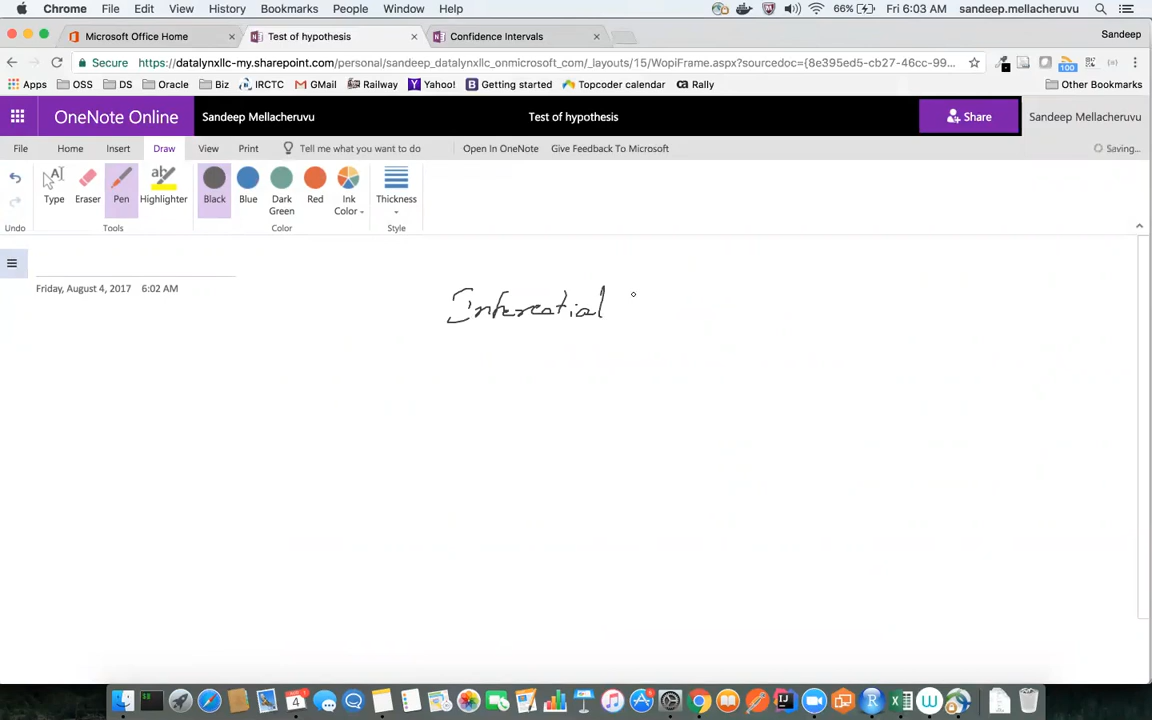 Chrome File Edit View History Bookmarks People Window Help 66% Fri 6:03 AM sandeep.mellacheruvu
Microsoft Office Home Test of hypothesis Confidence Intervals Sandeep
Secure https://datalynxllc-my.sharepoint.com/personal/sandeep_datalynxllc_onmicrosoft_com/_layouts/15/WopiFrame.aspx?sourcedoc={8e395ed5-cb27-46cc-99... 100
Apps OSS DS Oracle Biz IRCTC GMail Railway Yahoo! Getting started Topcoder calendar Rally Other Bookmarks
OneNote Online Sandeep Mellacheruvu Test of hypothesis Share Sandeep Mellacheruvu
File Home Insert Draw View Print Tell me what you want to do Open In OneNote Give Feedback To Microsoft Saving...
Type Eraser Pen Highlighter Black Blue Dark Green Red Ink Color Thickness
Undo Tools Color Style
Friday, August 4, 2017 6:02 AM